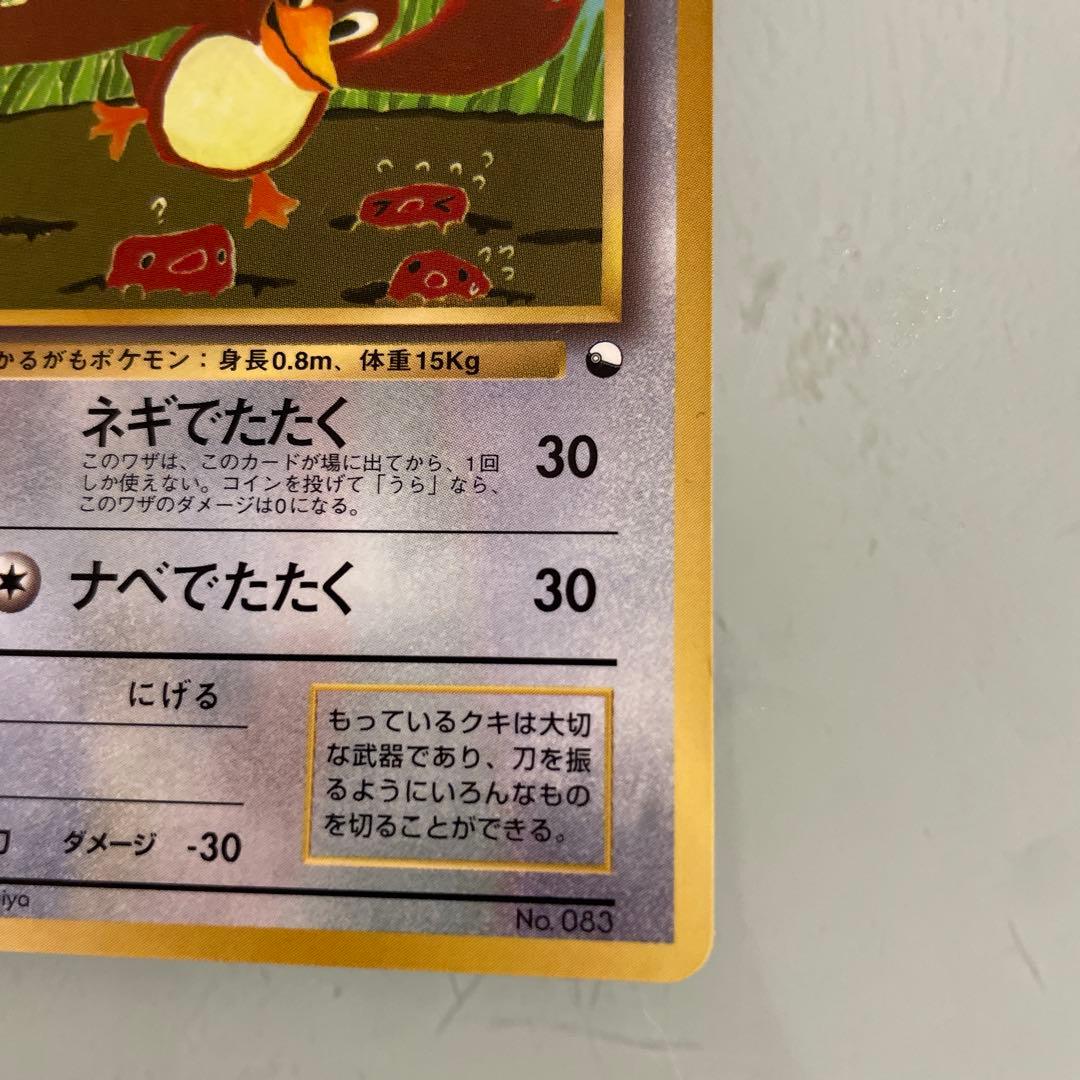 かるがもポケモン：身長0.8m、体重15Kg
ネギでたたく 30
このワザは、このカードが場に出てから、1回
しか使えない。コインを投げて「うら」なら、
このワザのダメージは0になる。
ナベでたたく 30
にげる
もっているクキは大切
な武器であり、刀を振
るようにいろんなもの
を切ることができる。
ダメージ -30
No. 083